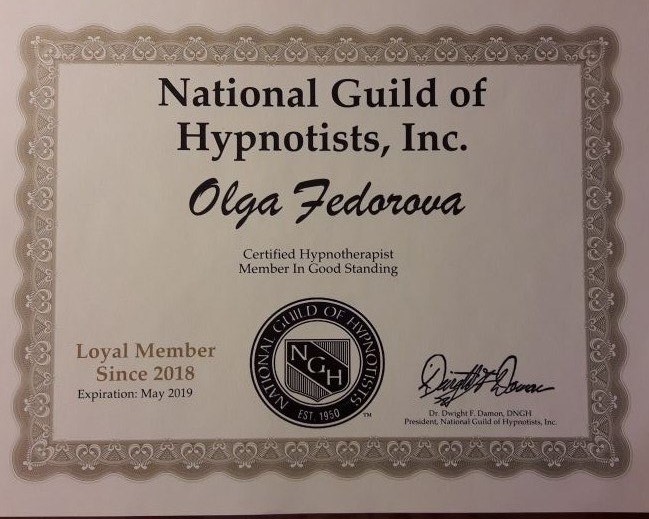 National Guild of
Hypnotists, Inc.
Olga Fedorova
Certified Hypnotherapist
Member In Good Standing
Loyal Member
Since 2018
Expiration: May 2019
NATIONAL GUILD OF HYPNOTISTS
NGH
EST. 1950
™
Dwight F. Damon
Dr. Dwight F. Damon, DNGH
President, National Guild of Hypnotists, Inc.